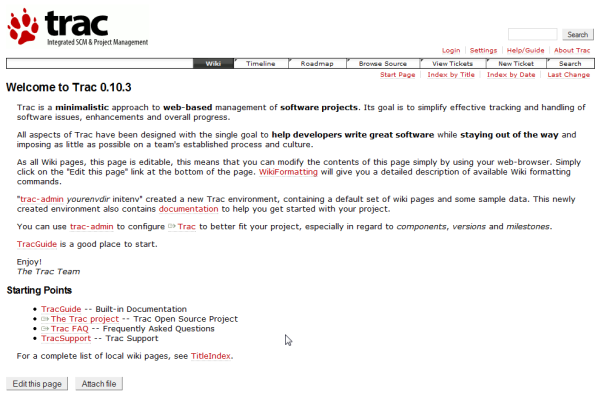 trac
Integrated SCM & Project Management
Search
Login Settings Help/Guide About Trac
Wiki Timeline Roadmap Browse Source View Tickets New Ticket Search
Start Page Index by Title Index by Date Last Change
Welcome to Trac 0.10.3
Trac is a minimalistic approach to web-based management of software projects. Its goal is to simplify effective tracking and handling of
software issues, enhancements and overall progress.
All aspects of Trac have been designed with the single goal to help developers write great software while staying out of the way and
imposing as little as possible on a team's established process and culture.
As all Wiki pages, this page is editable, this means that you can modify the contents of this page simply by using your web-browser. Simply
click on the "Edit this page" link at the bottom of the page. WikiFormatting will give you a detailed description of available Wiki formatting
commands.
"trac-admin yourenvdir initenv" created a new Trac environment, containing a default set of wiki pages and some sample data. This newly
created environment also contains documentation to help you get started with your project.
You can use trac-admin to configure Trac to better fit your project, especially in regard to components, versions and milestones.
TracGuide is a good place to start.
Enjoy!
The Trac Team
Starting Points
• TracGuide -- Built-in Documentation
• The Trac project -- Trac Open Source Project
• Trac FAQ -- Frequently Asked Questions
• TracSupport -- Trac Support
For a complete list of local wiki pages, see TitleIndex.
Edit this page Attach file